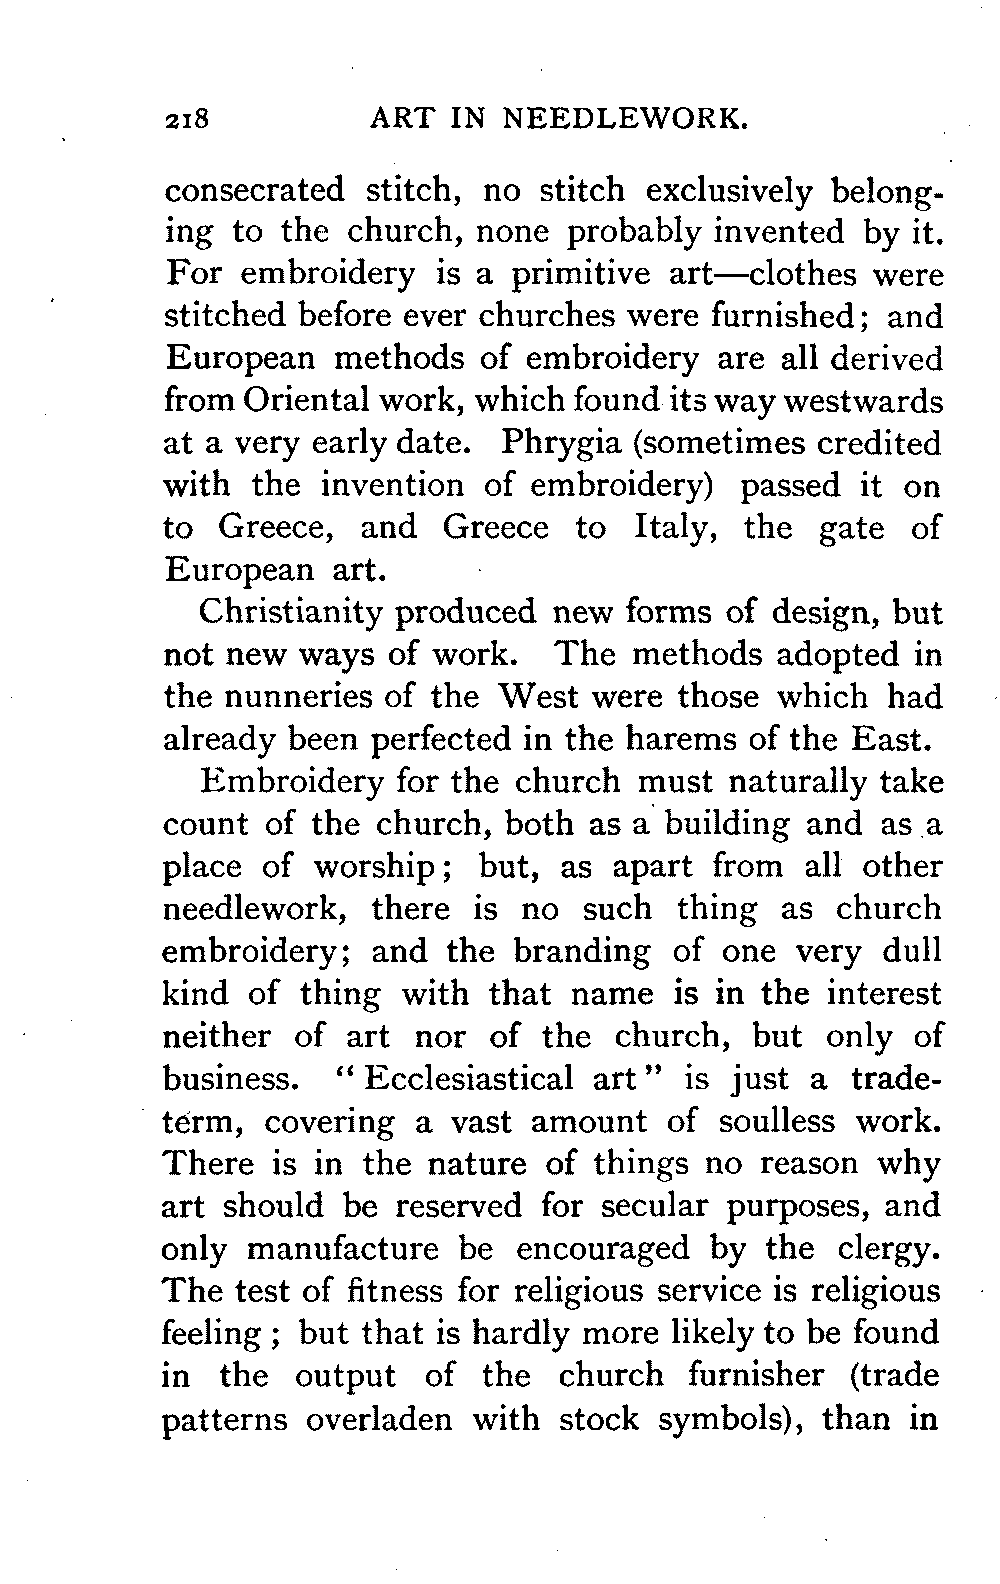 218 ART IN NEEDLEWORK.
consecrated stitch, no stitch exclusively belong-
ing to the church, none probably invented by it.
For embroidery is a primitive art—clothes were
stitched before ever churches were furnished; and
European methods of embroidery are all derived
from Oriental work, which found its way westwards
at a very early date. Phrygia (sometimes credited
with the invention of embroidery) passed it on
to Greece, and Greece to Italy, the gate of
European art.
Christianity produced new forms of design, but
not new ways of work. The methods adopted in
the nunneries of the West were those which had
already been perfected in the harems of the East.
Embroidery for the church must naturally take
count of the church, both as a building and as a
place of worship; but, as apart from all other
needlework, there is no such thing as church
embroidery; and the branding of one very dull
kind of thing with that name is in the interest
neither of art nor of the church, but only of
business. "Ecclesiastical art" is just a trade-
term, covering a vast amount of soulless work.
There is in the nature of things no reason why
art should be reserved for secular purposes, and
only manufacture be encouraged by the clergy.
The test of fitness for religious service is religious
feeling; but that is hardly more likely to be found
in the output of the church furnisher (trade
patterns overladen with stock symbols), than in